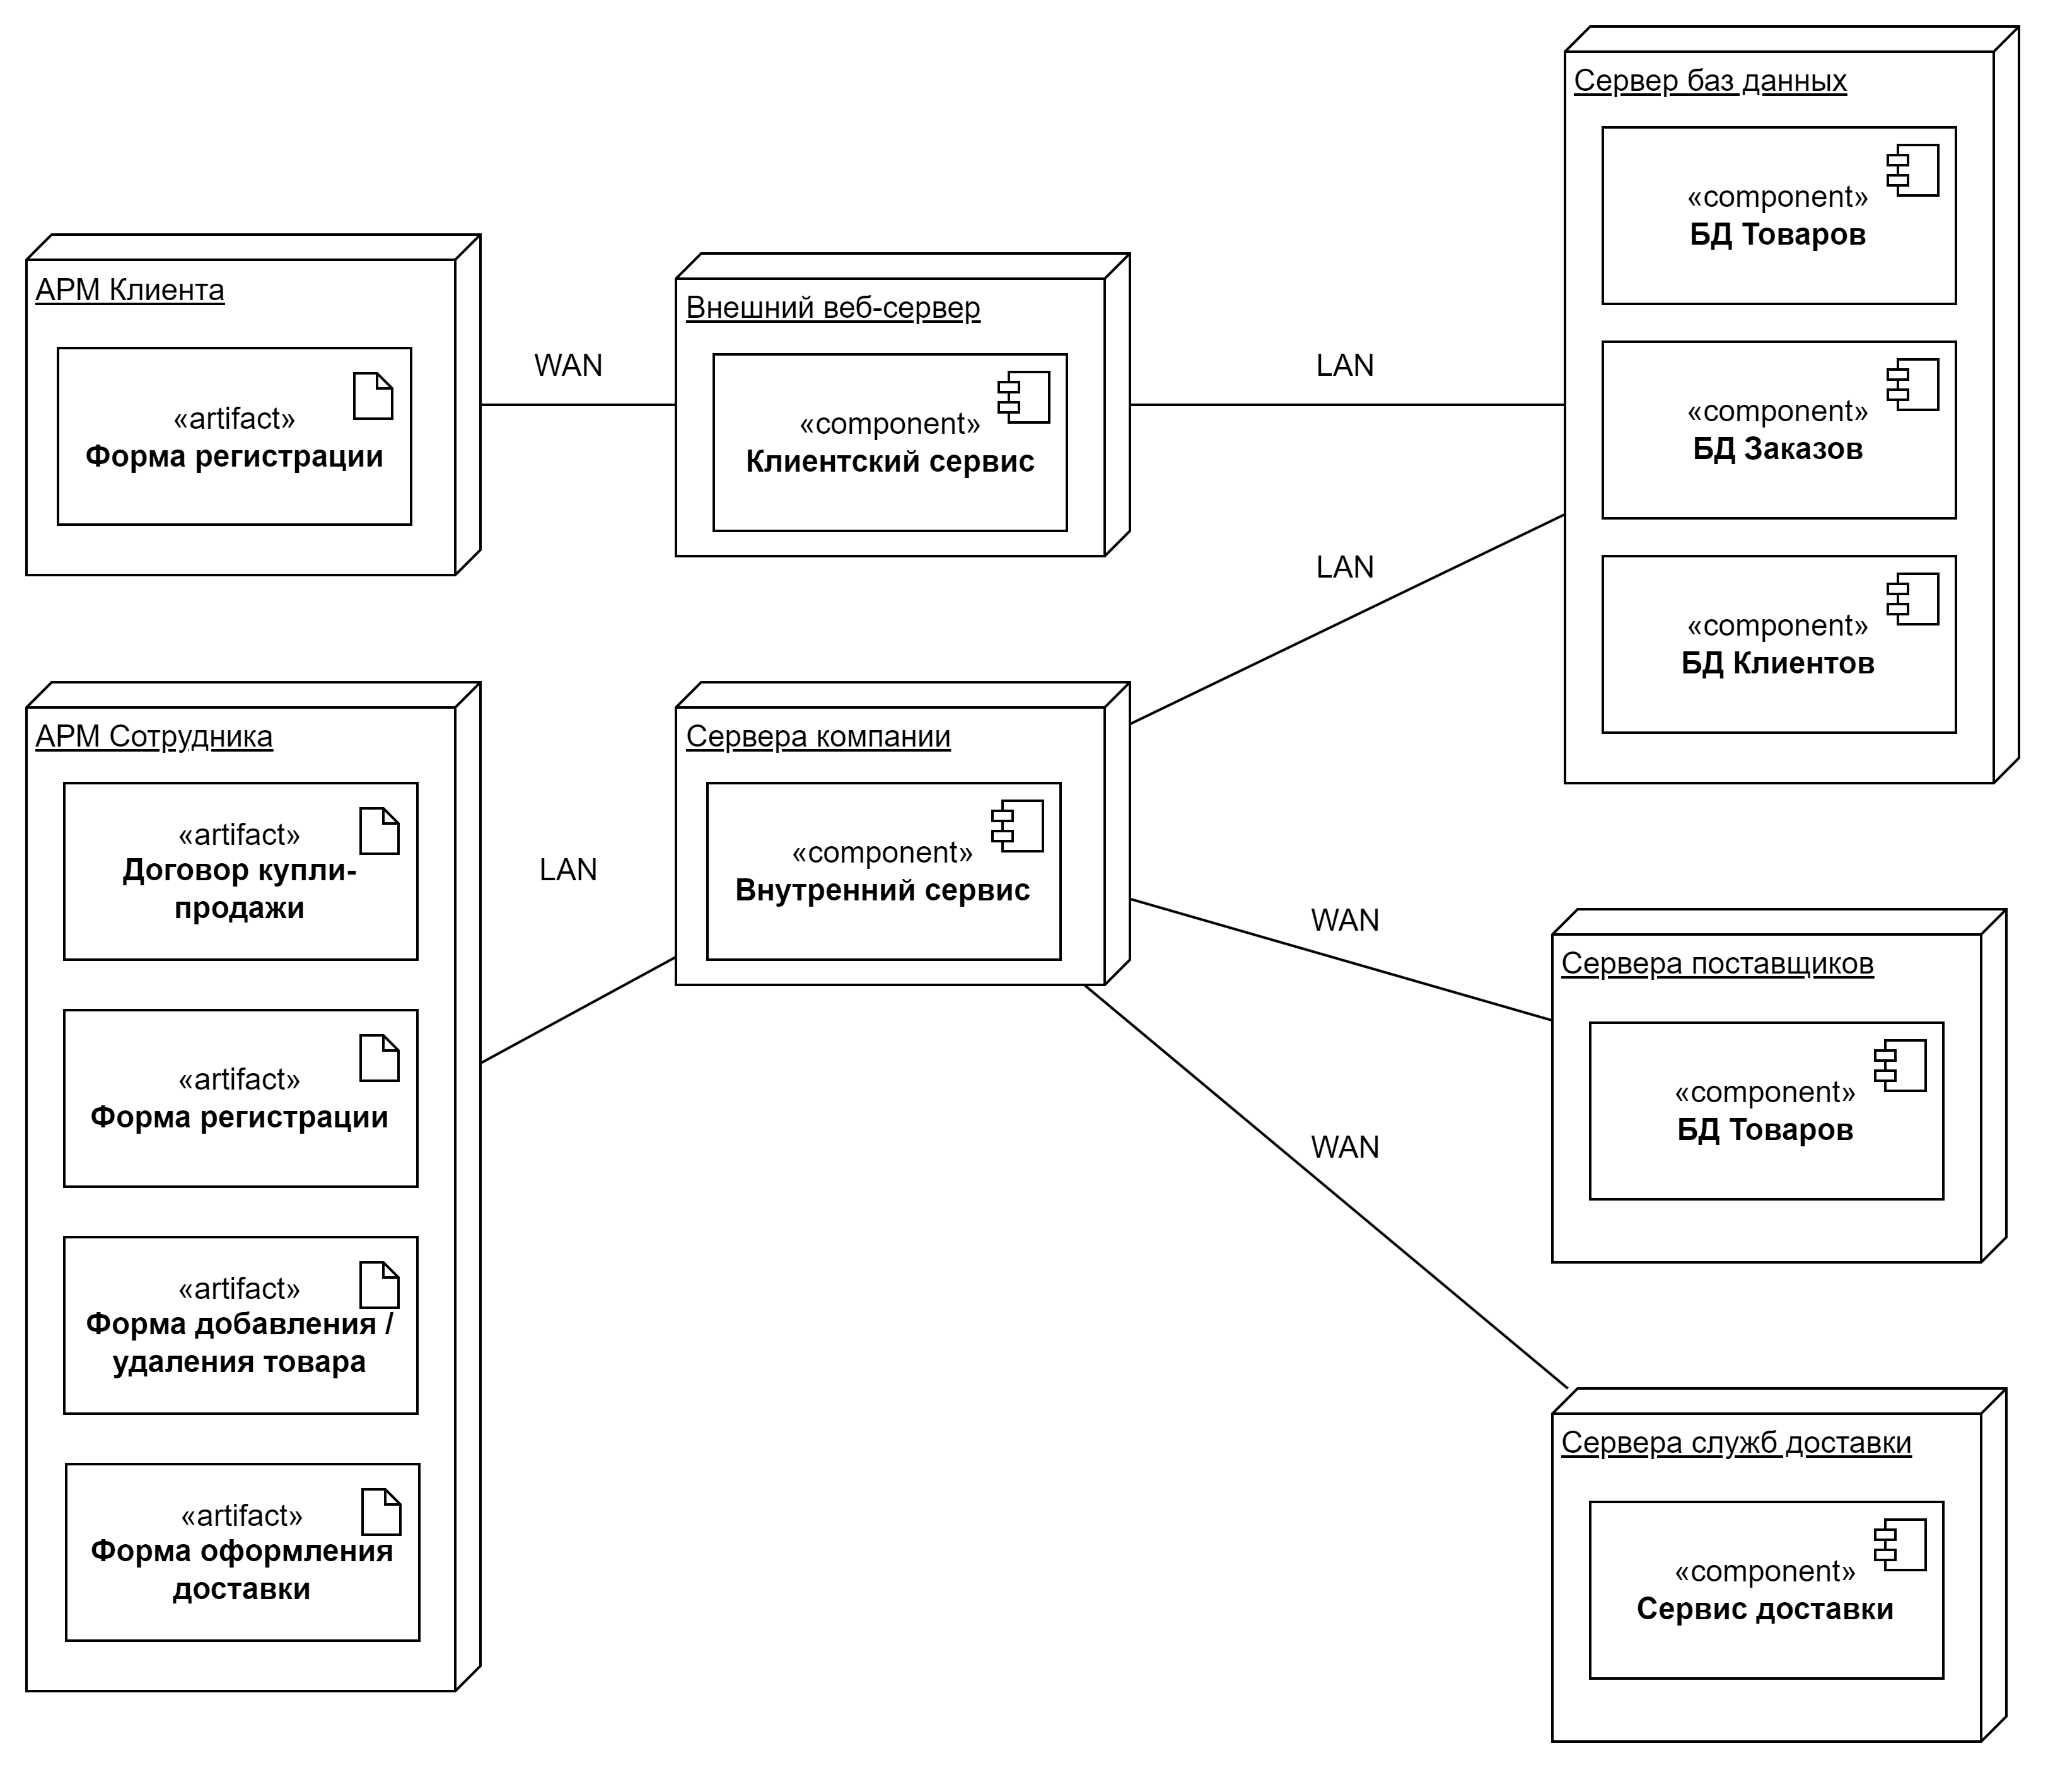 АРМ Клиента
«artifact»
Форма регистрации
WAN
Внешний веб-сервер
«component»
Клиентский сервис
LAN
Сервер баз данных
«component»
БД Товаров
«component»
БД Заказов
«component»
БД Клиентов
LAN
АРМ Сотрудника
«artifact»
Договор купли-
продажи
«artifact»
Форма регистрации
«artifact»
Форма добавления /
удаления товара
«artifact»
Форма оформления
доставки
LAN
Сервера компании
«component»
Внутренний сервис
WAN
Сервера поставщиков
«component»
БД Товаров
WAN
Сервера служб доставки
«component»
Сервис доставки